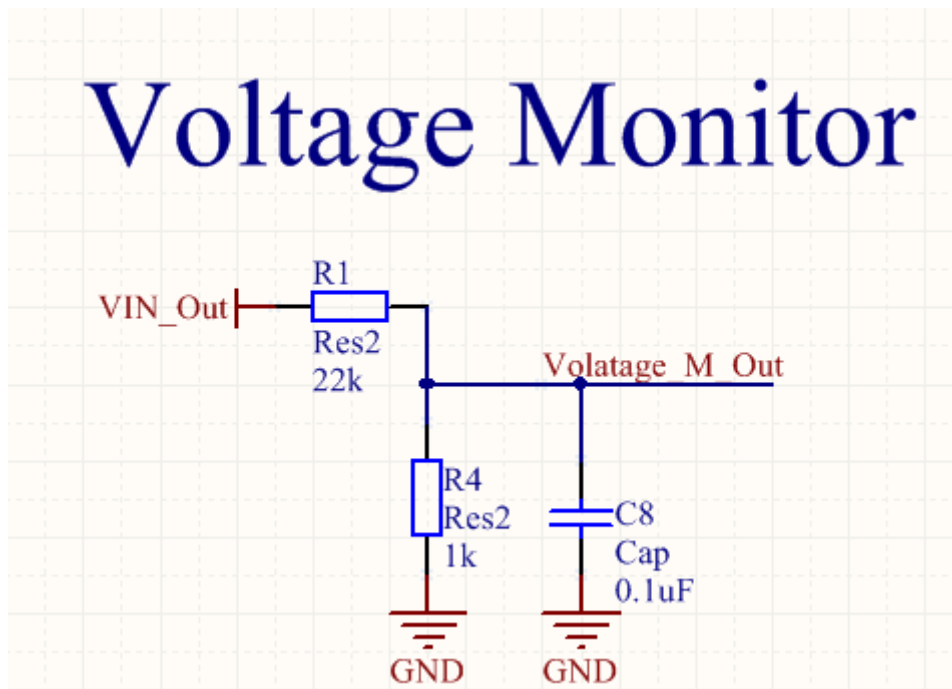 Voltage Monitor
R1
VIN_Out
Res2
22k
Volatage_M_Out
R4
Res2
1k
C8
Cap
0.1uF
GND
GND